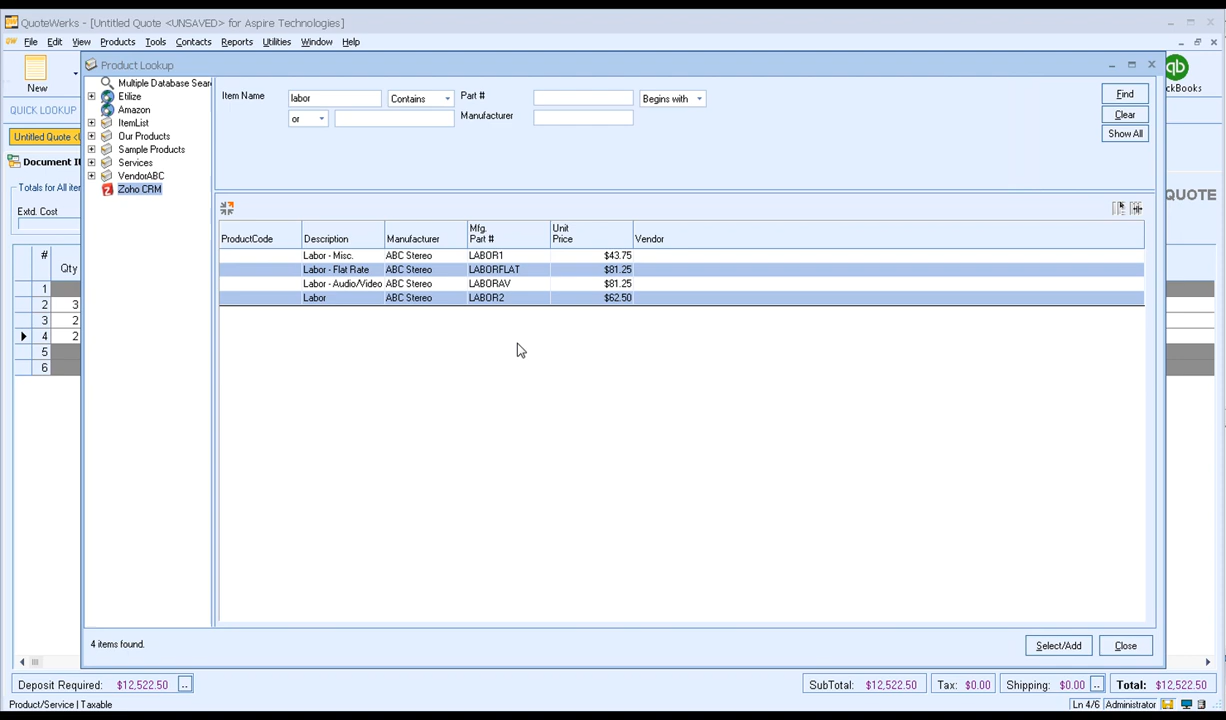 QuoteWerks - [Untitled Quote <UNSAVED> for Aspire Technologies]
File Edit View Products Tools Contacts Reports Utilities Window Help
New
QUICK LOOKUP
Untitled Quote <
Document It
Totals for All iter
Extd. Cost
# Qty
1
2 3
3 2
4 2
5
6
Product Lookup
Multiple Database Sear
Etilize
Amazon
ItemList
Our Products
Sample Products
Services
VendorABC
Zoho CRM
Item Name labor Contains Part # Begins with
or Manufacturer
Find
Clear
Show All
ProductCode Description Manufacturer Mfg. Part # Unit Price Vendor
Labor - Misc. ABC Stereo LABOR1 $43.75
Labor - Flat Rate ABC Stereo LABORFLAT $81.25
Labor - Audio/Video ABC Stereo LABORAV $81.25
Labor ABC Stereo LABOR2 $62.50
4 items found.
Select/Add Close
qb
ckBooks
QUOTE
Deposit Required: $12,522.50 .. SubTotal: $12,522.50 Tax: $0.00 Shipping: $0.00 .. Total: $12,522.50
Product/Service | Taxable Ln 4/6 Administrator